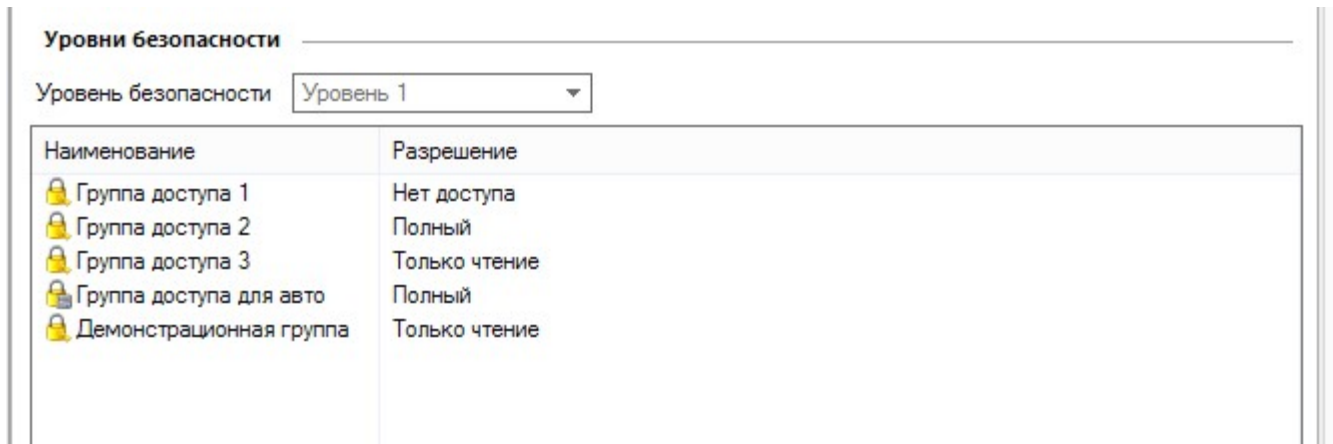 Уровни безопасности
Уровень безопасности Уровень 1
Наименование Разрешение
Группа доступа 1 Нет доступа
Группа доступа 2 Полный
Группа доступа 3 Только чтение
Группа доступа для авто Полный
Демонстрационная группа Только чтение